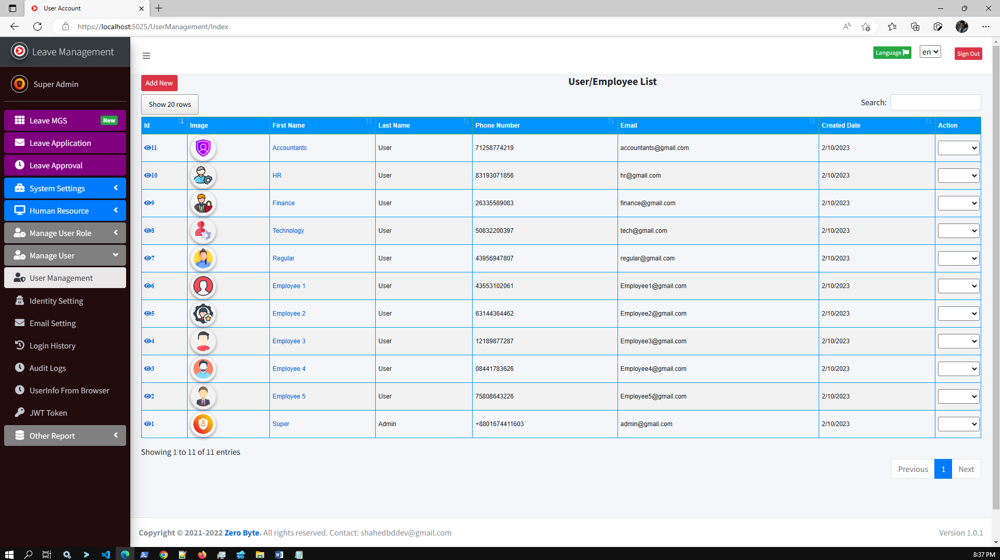 User Account
https://localhost:5025/UserManagement/Index
Leave Management
Language
en
Sign Out
Super Admin
Add New
User/Employee List
Show 20 rows
Search:
Leave MGS New
Leave Application
Leave Approval
System Settings
Human Resource
Manage User Role
Manage User
User Management
Identity Setting
Email Setting
Login History
Audit Logs
UserInfo From Browser
JWT Token
Other Report
Id Image First Name Last Name Phone Number Email Created Date Action
11 Accountants User 71258774219 accountants@gmail.com 2/10/2023
10 HR User 83193071856 hr@gmail.com 2/10/2023
9 Finance User 26335589083 finance@gmail.com 2/10/2023
8 Technology User 50832200397 tech@gmail.com 2/10/2023
7 Regular User 43956947807 regular@gmail.com 2/10/2023
6 Employee 1 User 43553102061 Employee1@gmail.com 2/10/2023
5 Employee 2 User 63144364462 Employee2@gmail.com 2/10/2023
4 Employee 3 User 12189877287 Employee3@gmail.com 2/10/2023
3 Employee 4 User 08441783626 Employee4@gmail.com 2/10/2023
2 Employee 5 User 75808643226 Employee5@gmail.com 2/10/2023
1 Super Admin +8801674411603 admin@gmail.com 2/10/2023
Showing 1 to 11 of 11 entries
Previous 1 Next
Copyright © 2021-2022 Zero Byte. All rights reserved. Contact: shahedbddev@gmail.com
Version 1.0.1
8:37 PM